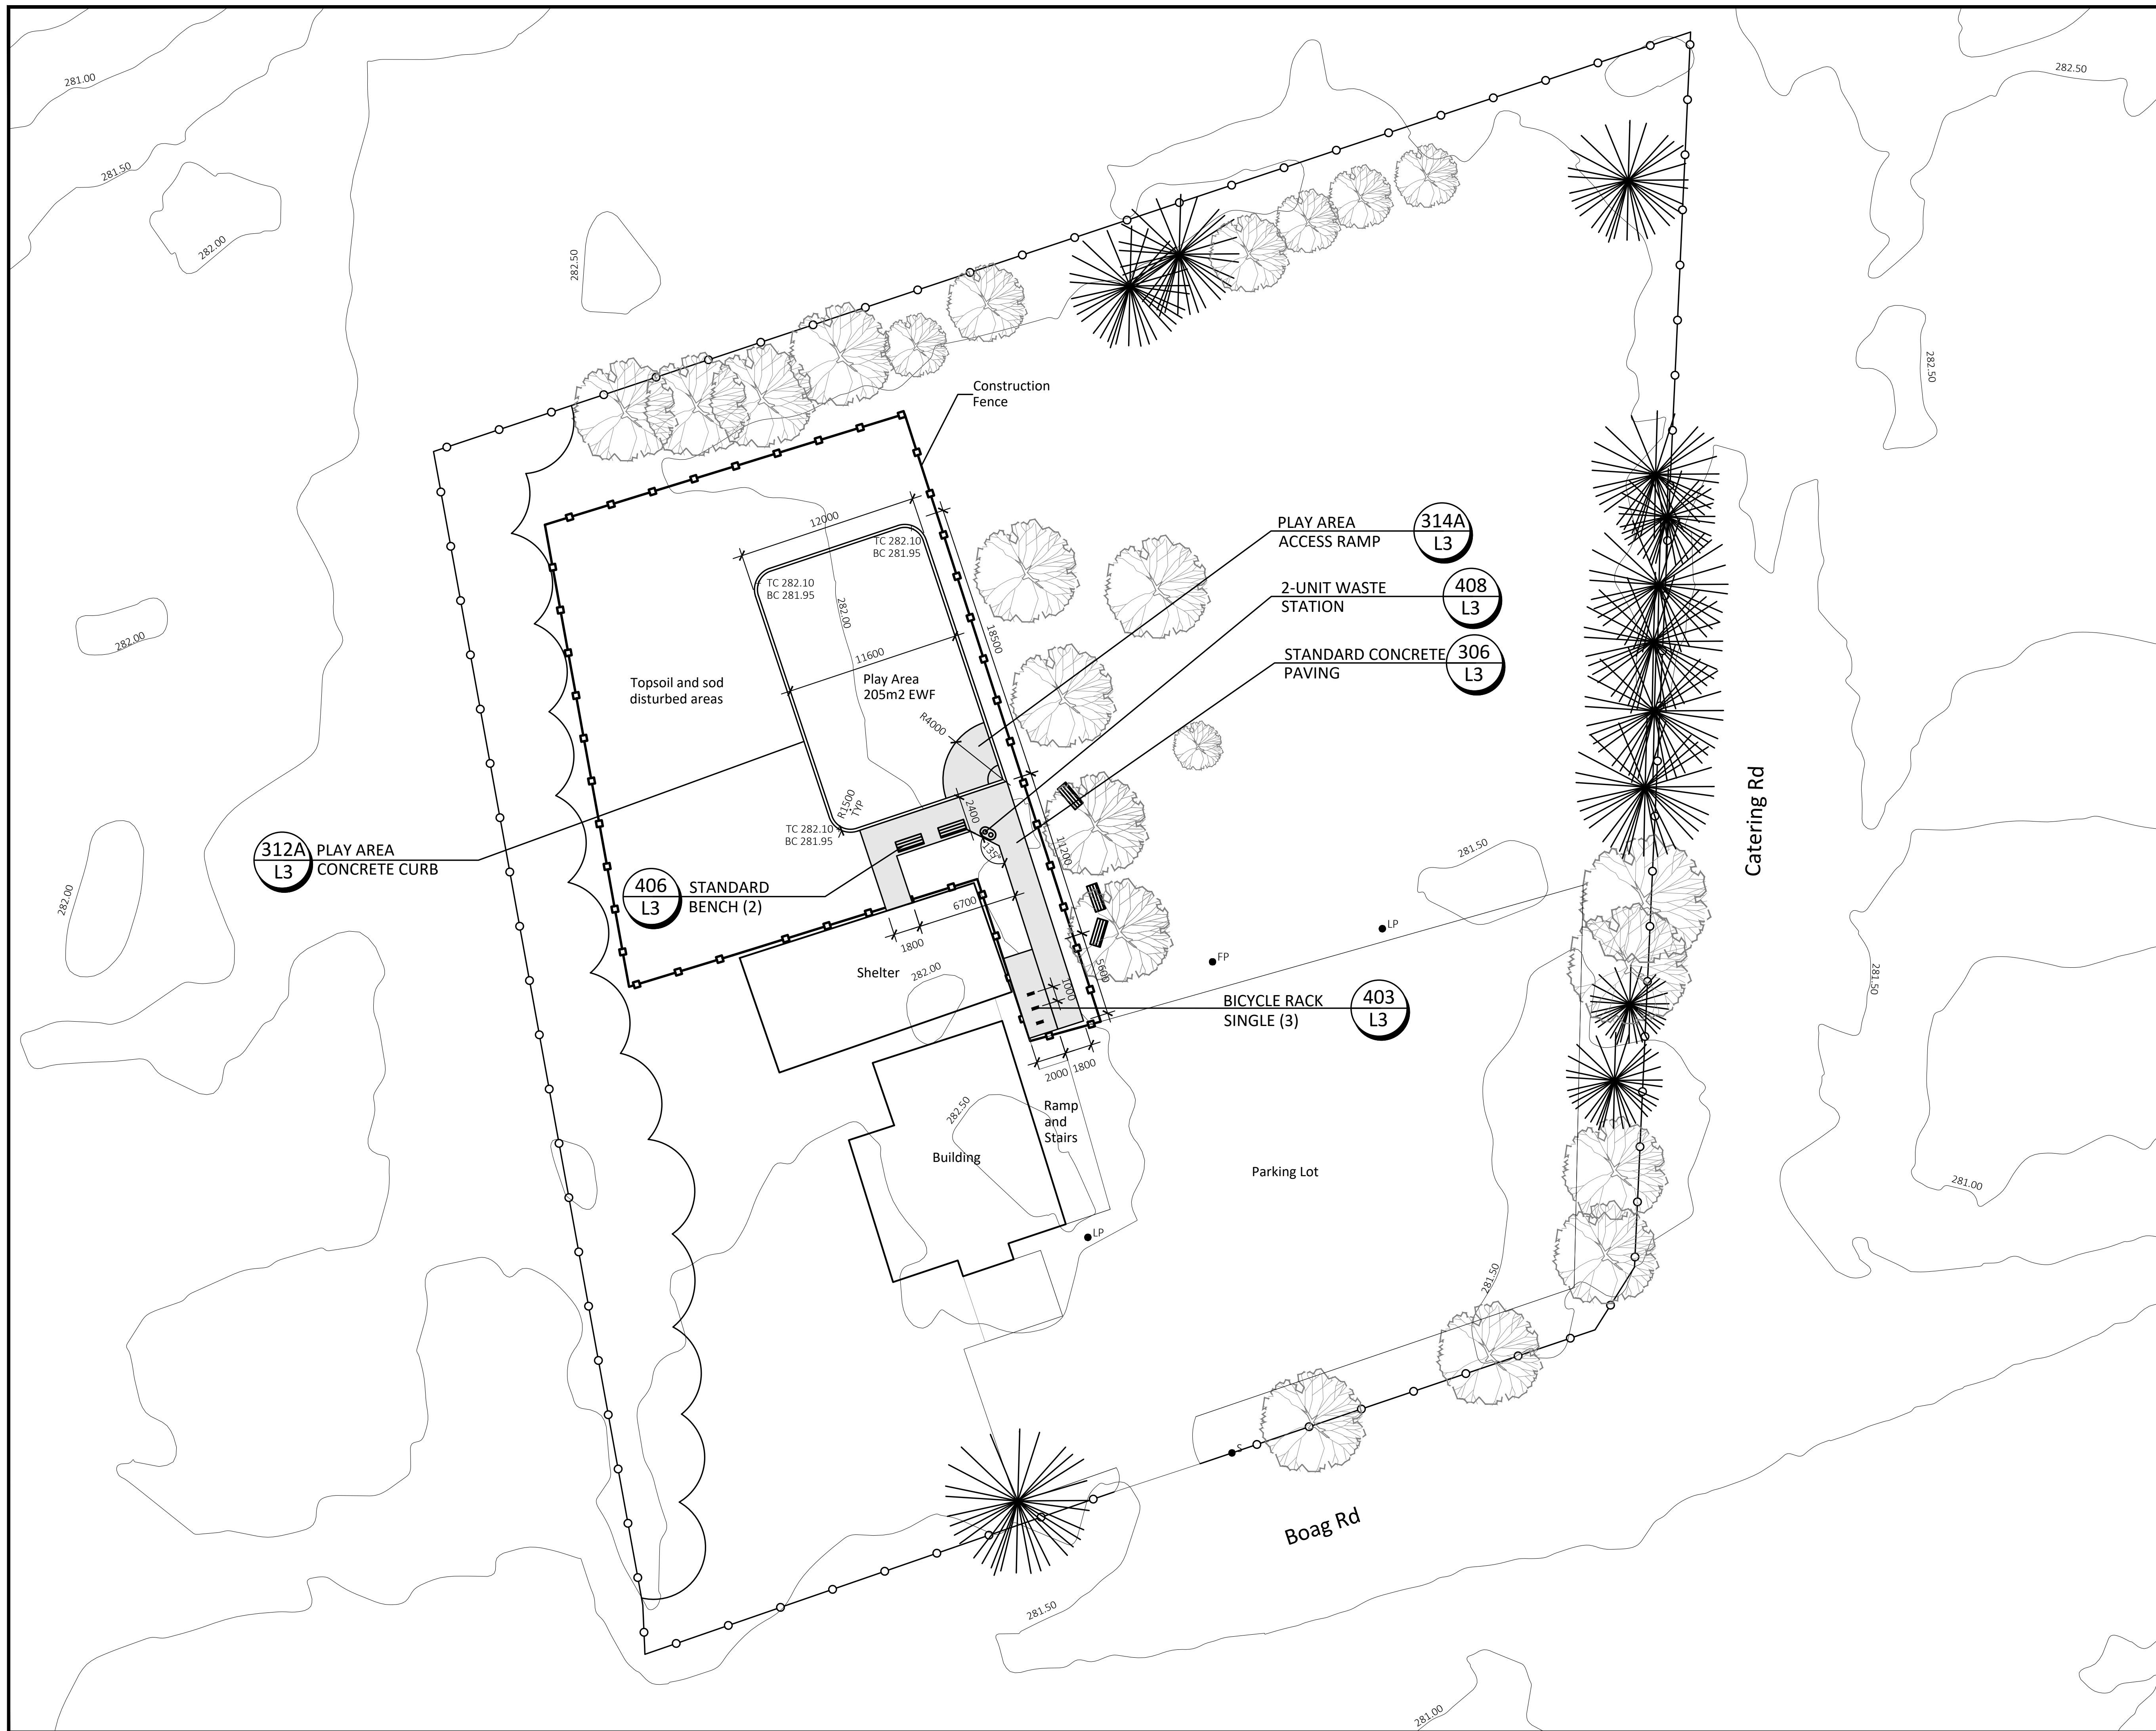 281.00
282.50
281.50
282.00
282.50
282.50
Construction
Fence
12000
TC 282.10
BC 281.95
TC 282.10
BC 281.95
282.00
18500
PLAY AREA
ACCESS RAMP
314A
L3
2-UNIT WASTE
STATION
408
L3
STANDARD CONCRETE
PAVING
306
L3
282.00
11600
Topsoil and sod
disturbed areas
Play Area
205m2 EWF
R4000
R1500
TYP
2400
TC 282.10
BC 281.95
135°
11200
Catering Rd
312A
L3
PLAY AREA
CONCRETE CURB
406
L3
STANDARD
BENCH (2)
282.00
281.50
6700
1800
LP
FP
Shelter
282.00
5600
1000
281.50
BICYCLE RACK
SINGLE (3)
403
L3
2000
1800
282.50
Ramp
and
Stairs
Building
Parking Lot
281.00
LP
281.50
S
Boag Rd
281.50
281.00